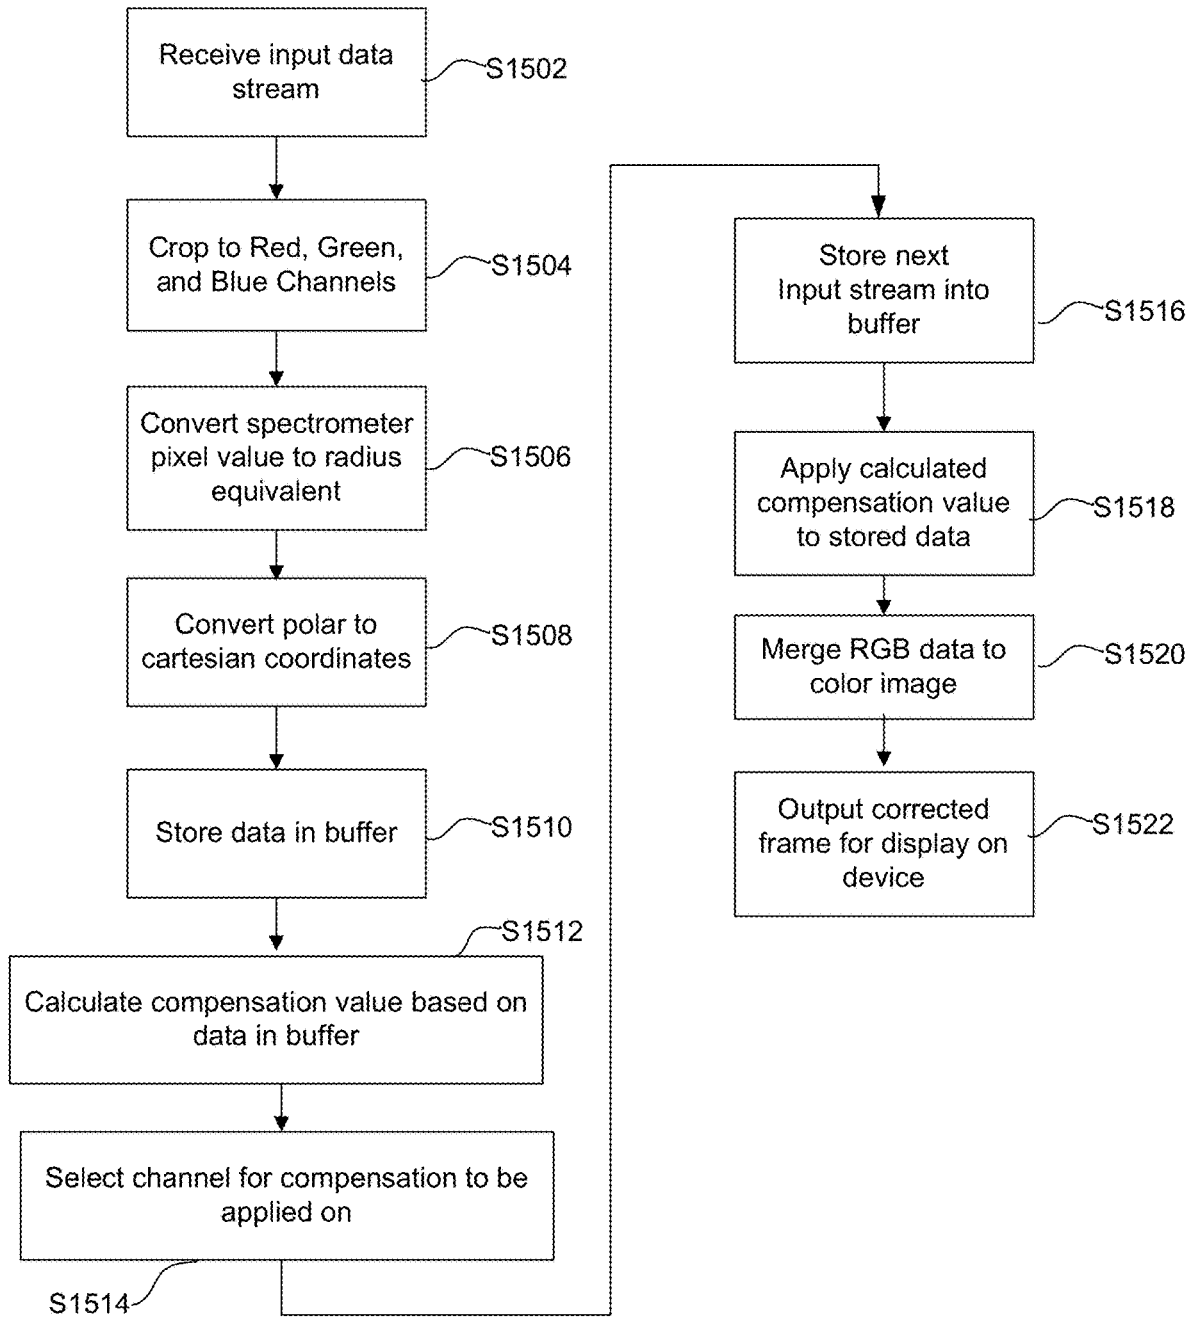 Receive input data
stream
S1502
Crop to Red, Green,
and Blue Channels
S1504
Convert spectrometer
pixel value to radius
equivalent
S1506
Convert polar to
cartesian coordinates
S1508
Store data in buffer
S1510
S1512
Calculate compensation value based on
data in buffer
Select channel for compensation to be
applied on
S1514
Store next
Input stream into
buffer
S1516
Apply calculated
compensation value
to stored data
S1518
Merge RGB data to
color image
S1520
Output corrected
frame for display on
device
S1522